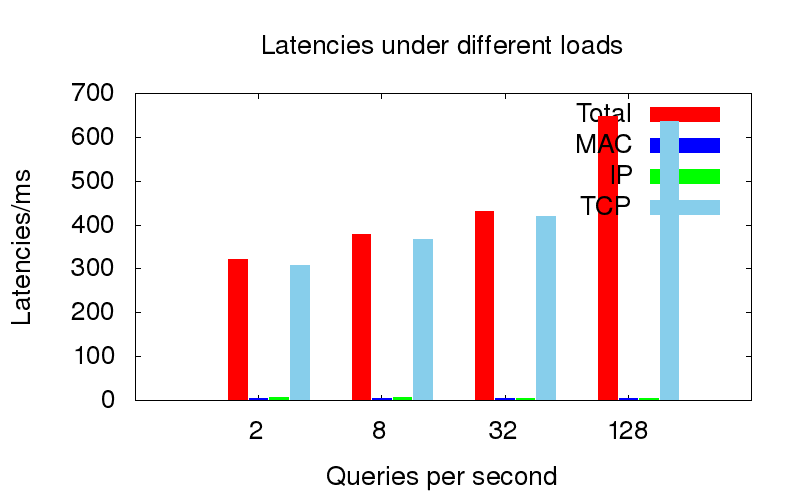 Latencies under different loads
Latencies/ms
700
600
500
400
300
200
100
0
Total
MAC
IP
TCP
2 8 32 128
Queries per second